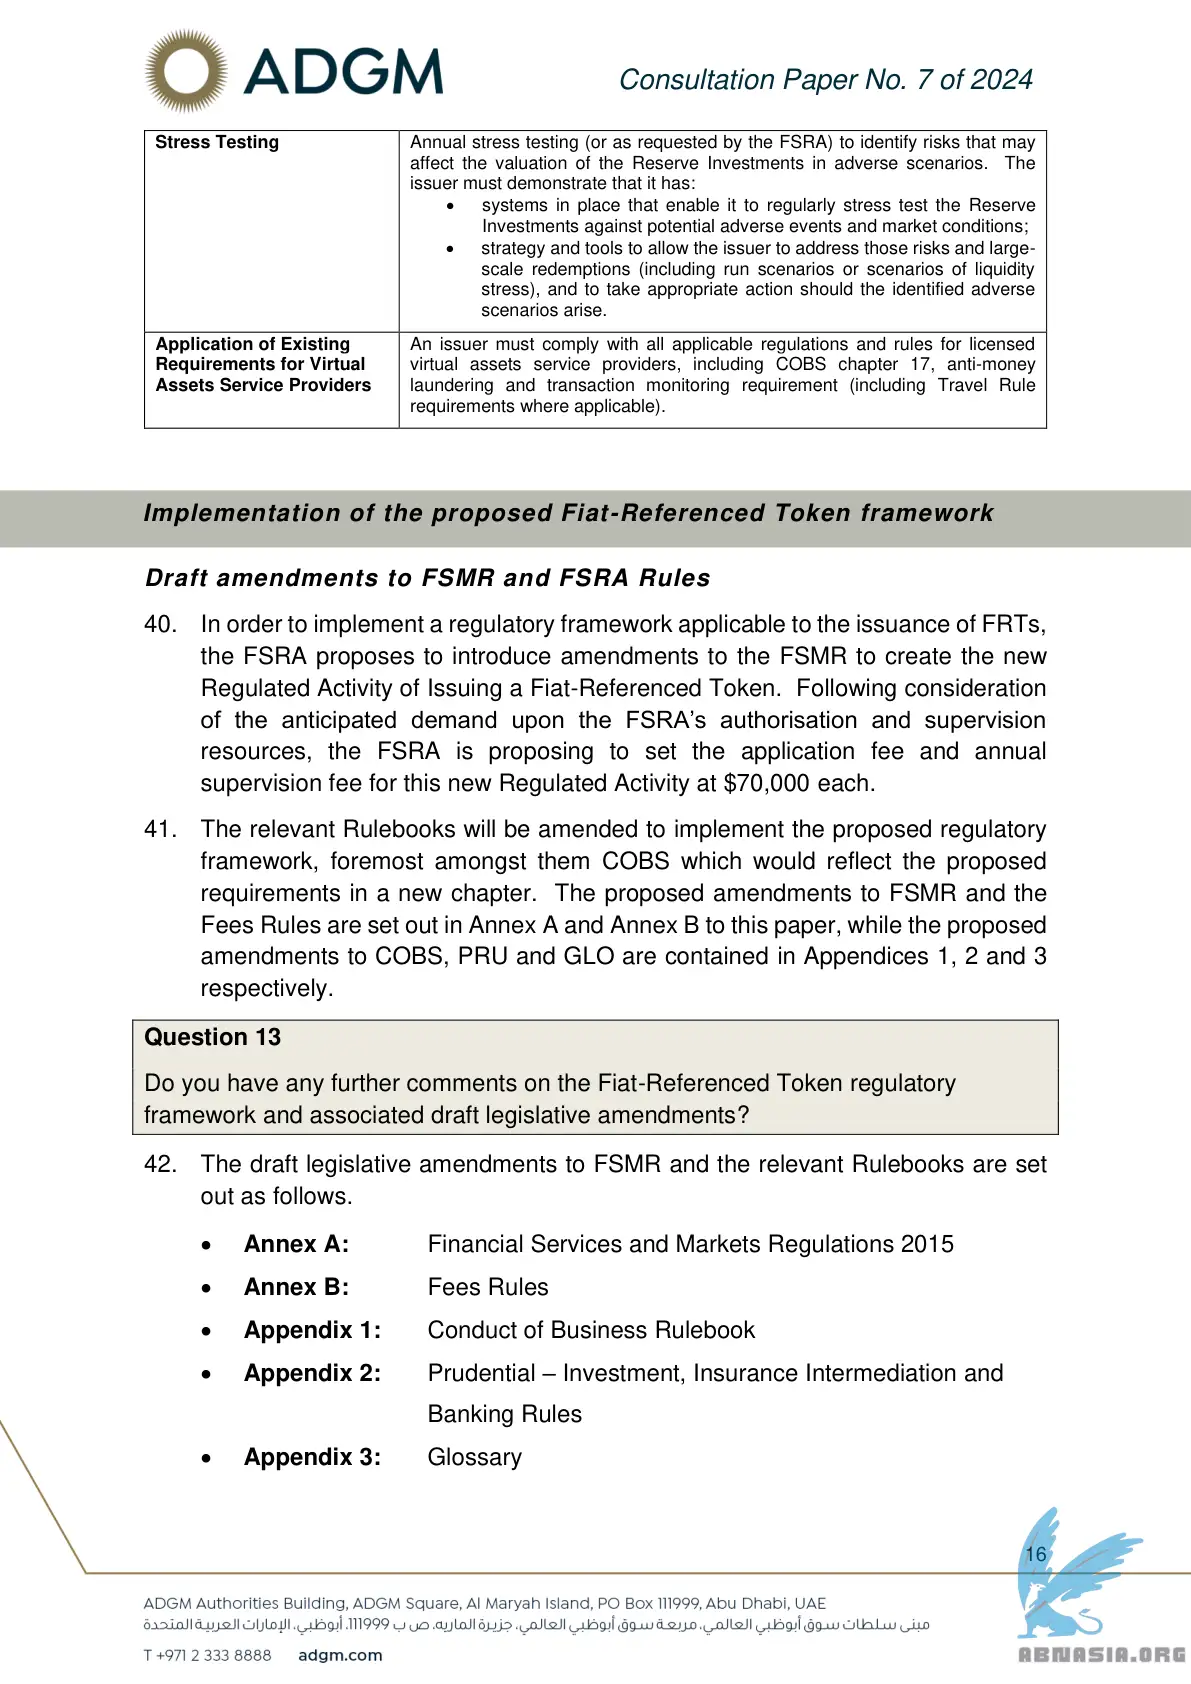 ADGM
Consultation Paper No. 7 of 2024
Stress Testing
Annual stress testing (or as requested by the FSRA) to identify risks that may
affect the valuation of the Reserve Investments in adverse scenarios. The
issuer must demonstrate that it has:
• systems in place that enable it to regularly stress test the Reserve
Investments against potential adverse events and market conditions;
• strategy and tools to allow the issuer to address those risks and large-
scale redemptions (including run scenarios or scenarios of liquidity
stress), and to take appropriate action should the identified adverse
scenarios arise.
Application of Existing
Requirements for Virtual
Assets Service Providers
An issuer must comply with all applicable regulations and rules for licensed
virtual assets service providers, including COBS chapter 17, anti-money
laundering and transaction monitoring requirement (including Travel Rule
requirements where applicable).
Implementation of the proposed Fiat-Referenced Token framework
Draft amendments to FSMR and FSRA Rules
40. In order to implement a regulatory framework applicable to the issuance of FRTs,
the FSRA proposes to introduce amendments to the FSMR to create the new
Regulated Activity of Issuing a Fiat-Referenced Token. Following consideration
of the anticipated demand upon the FSRA's authorisation and supervision
resources, the FSRA is proposing to set the application fee and annual
supervision fee for this new Regulated Activity at $70,000 each.
41. The relevant Rulebooks will be amended to implement the proposed regulatory
framework, foremost amongst them COBS which would reflect the proposed
requirements in a new chapter. The proposed amendments to FSMR and the
Fees Rules are set out in Annex A and Annex B to this paper, while the proposed
amendments to COBS, PRU and GLO are contained in Appendices 1, 2 and 3
respectively.
Question 13
Do you have any further comments on the Fiat-Referenced Token regulatory
framework and associated draft legislative amendments?
42. The draft legislative amendments to FSMR and the relevant Rulebooks are set
out as follows.
• Annex A: Financial Services and Markets Regulations 2015
• Annex B: Fees Rules
• Appendix 1: Conduct of Business Rulebook
• Appendix 2: Prudential – Investment, Insurance Intermediation and
Banking Rules
• Appendix 3: Glossary
16
ADGM Authorities Building, ADGM Square, Al Maryah Island, PO Box 111999, Abu Dhabi, UAE
مبنى سلطات سوق أبوظبي العالمي، مربعة سوق أبوظبي العالمي، جزيرة الماريه، ص ب 111999، أبوظبي، الإمارات العربية المتحدة
T +971 2 333 8888 adgm.com
ABNASIA.ORG